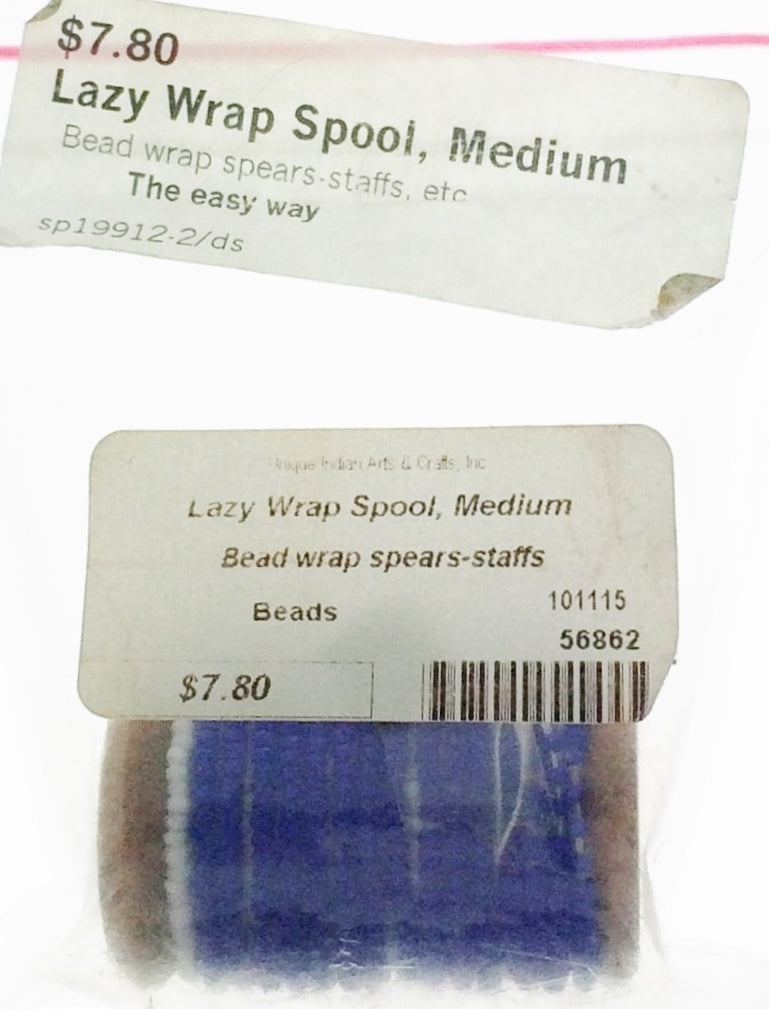 $7.80
Lazy Wrap Spool, Medium
Bead wrap spears-staffs, etc
The easy way
sp19912-2/ds
Unique Indian Arts & Crafts, Inc
Lazy Wrap Spool, Medium
Bead wrap spears-staffs
Beads
101115
56862
$7.80